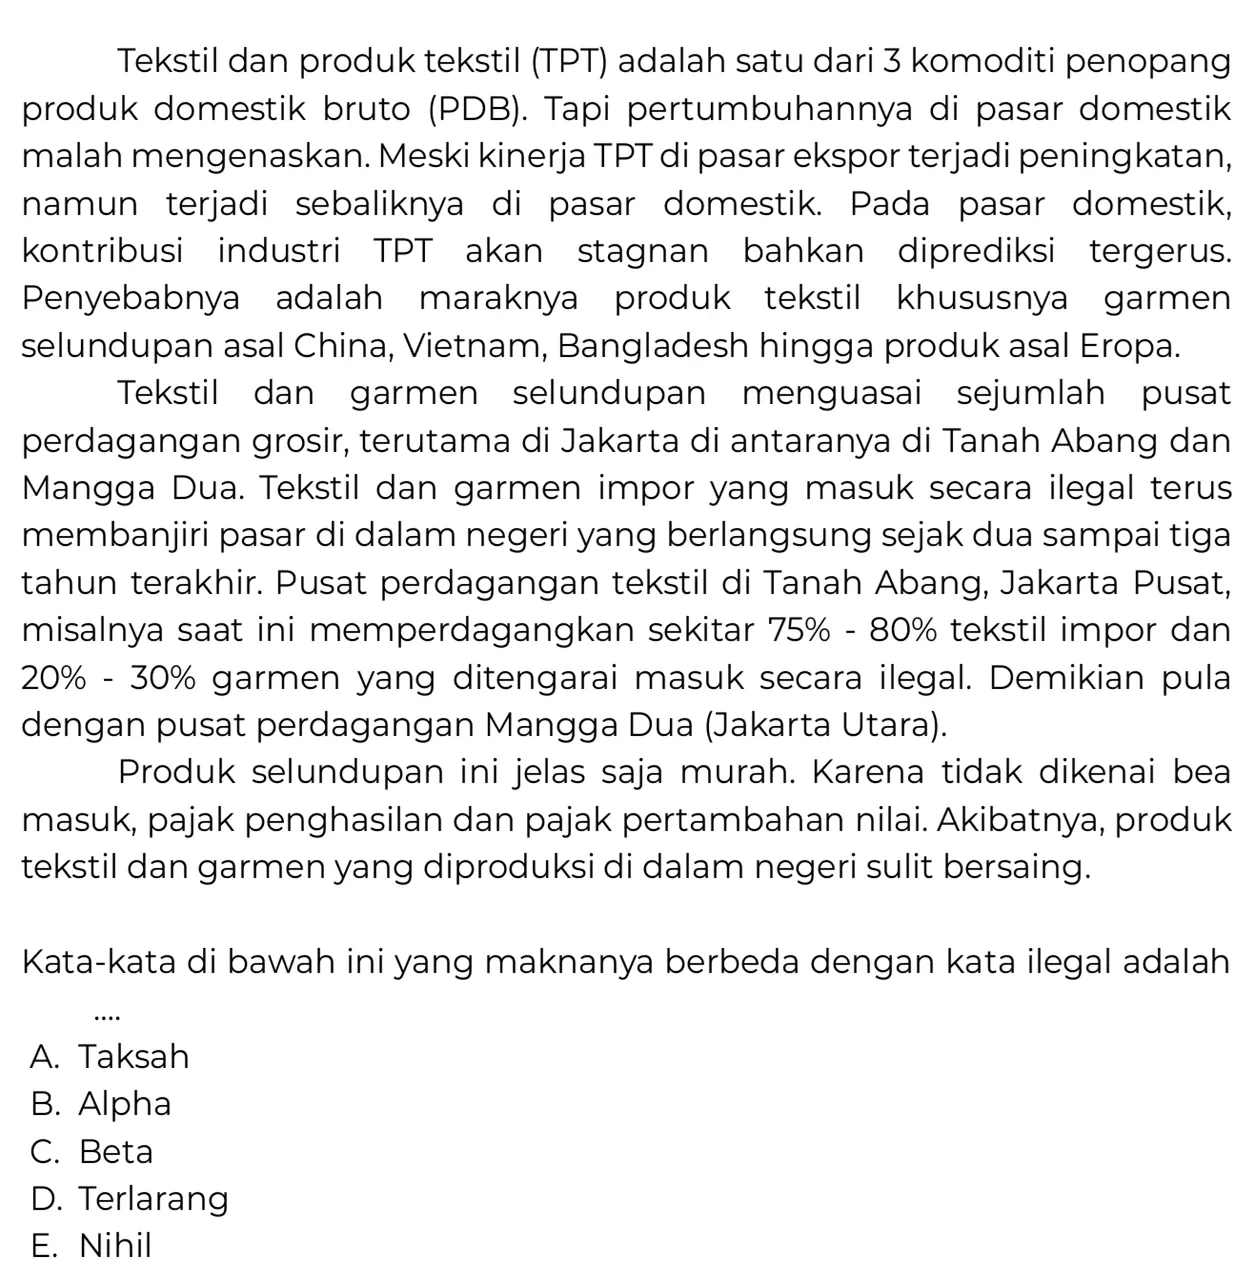 Tekstil dan produk tekstil (TPT) adalah satu dari 3 komoditi penopang
produk domestik bruto (PDB). Tapi pertumbuhannya di pasar domestik
malah mengenaskan. Meski kinerja TPT di pasar ekspor terjadi peningkatan,
namun terjadi sebaliknya di pasar domestik. Pada pasar domestik,
kontribusi industri TPT akan stagnan bahkan diprediksi tergerus.
Penyebabnya adalah maraknya produk tekstil khususnya garmen
selundupan asal China, Vietnam, Bangladesh hingga produk asal Eropa.
Tekstil dan garmen selundupan menguasai sejumlah pusat
perdagangan grosir, terutama di Jakarta di antaranya di Tanah Abang dan
Mangga Dua. Tekstil dan garmen impor yang masuk secara ilegal terus
membanjiri pasar di dalam negeri yang berlangsung sejak dua sampai tiga
tahun terakhir. Pusat perdagangan tekstil di Tanah Abang, Jakarta Pusat,
misalnya saat ini memperdagangkan sekitar 75% - 80% tekstil impor dan
20% - 30% garmen yang ditengarai masuk secara ilegal. Demikian pula
dengan pusat perdagangan Mangga Dua (Jakarta Utara).
Produk selundupan ini jelas saja murah. Karena tidak dikenai bea
masuk, pajak penghasilan dan pajak pertambahan nilai. Akibatnya, produk
tekstil dan garmen yang diproduksi di dalam negeri sulit bersaing.
Kata-kata di bawah ini yang maknanya berbeda dengan kata ilegal adalah
....
A. Taksah
B. Alpha
C. Beta
D. Terlarang
E. Nihil